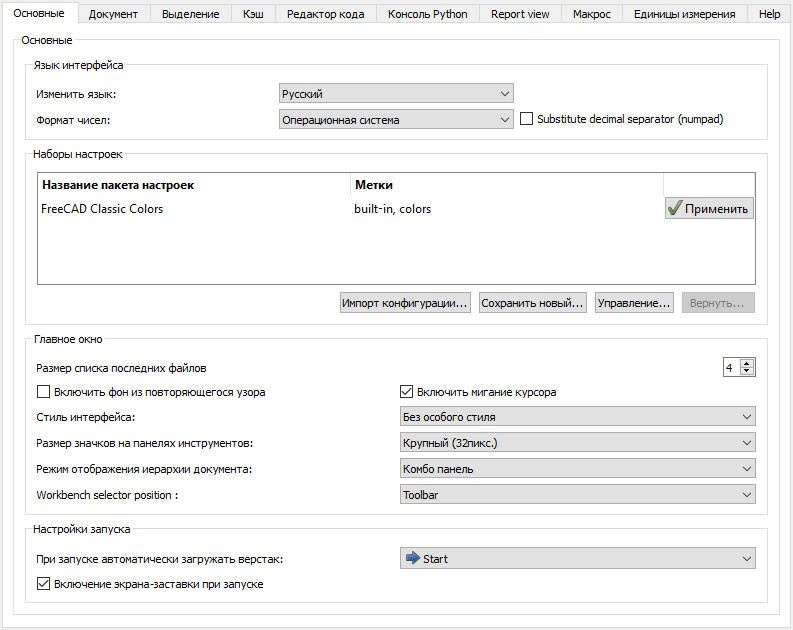 Основные Документ Выделение Кэш Редактор кода Консоль Python Report view Макрос Единицы измерения Help
Основные
Язык интерфейса
Изменить язык: Русский
Формат чисел: Операционная система Substitute decimal separator (numpad)
Наборы настроек
Название пакета настроек Метки
FreeCAD Classic Colors built-in, colors Применить
Импорт конфигурации... Сохранить новый... Управление... Вернуть...
Главное окно
Размер списка последних файлов 4
Включить фон из повторяющегося узора Включить мигание курсора
Стиль интерфейса: Без особого стиля
Размер значков на панелях инструментов: Крупный (32пикс.)
Режим отображения иерархии документа: Комбо панель
Workbench selector position : Toolbar
Настройки запуска
При запуске автоматически загружать верстак: Start
Включение экрана-заставки при запуске